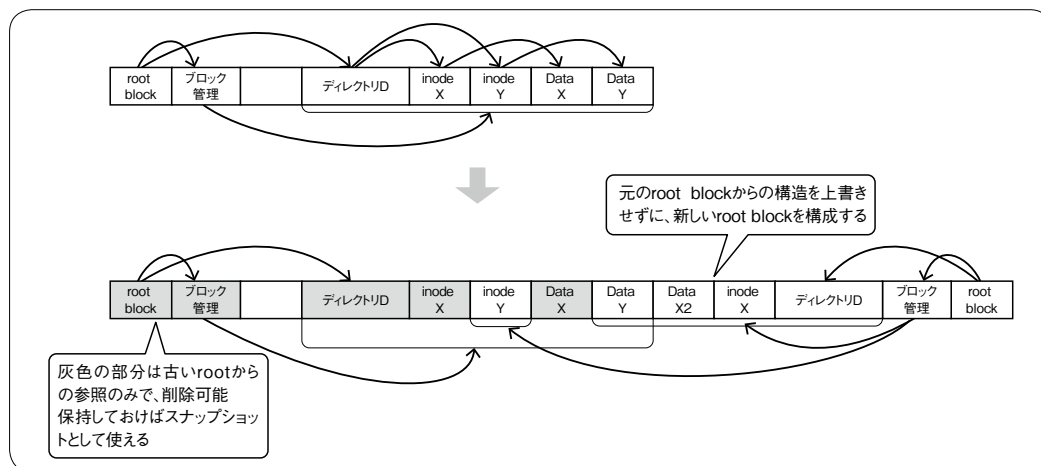 root block
ブロック管理
ディレクトリD
inode X
inode Y
Data X
Data Y
元のroot blockからの構造を上書き
せずに、新しいroot blockを構成する
root block
ブロック管理
ディレクトリD
inode X
inode Y
Data X
Data Y
Data X2
inode X
ディレクトリD
ブロック管理
root block
灰色の部分は古いrootから
の参照のみで、削除可能
保持しておけばスナップショッ
トとして使える